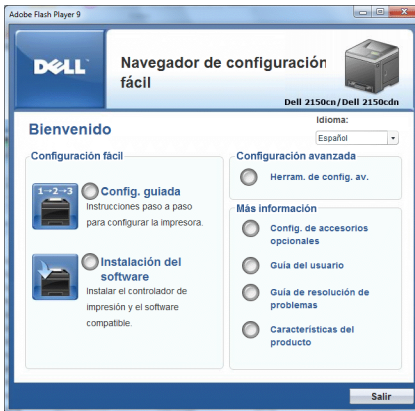 Adobe Flash Player 9
DELL
Navegador de configuración
fácil
Dell 2150cn/Dell 2150cdn
Bienvenido
Idioma:
Español
Configuración fácil
1→2→3
Config. guiada
Instrucciones paso a paso
para configurar la impresora.
Instalación del
software
Instalar el controlador de
impresión y el software
compatible.
Configuración avanzada
Herram. de config. av.
Más información
Config. de accesorios
opcionales
Guía del usuario
Guía de resolución de
problemas
Características del
producto
Salir